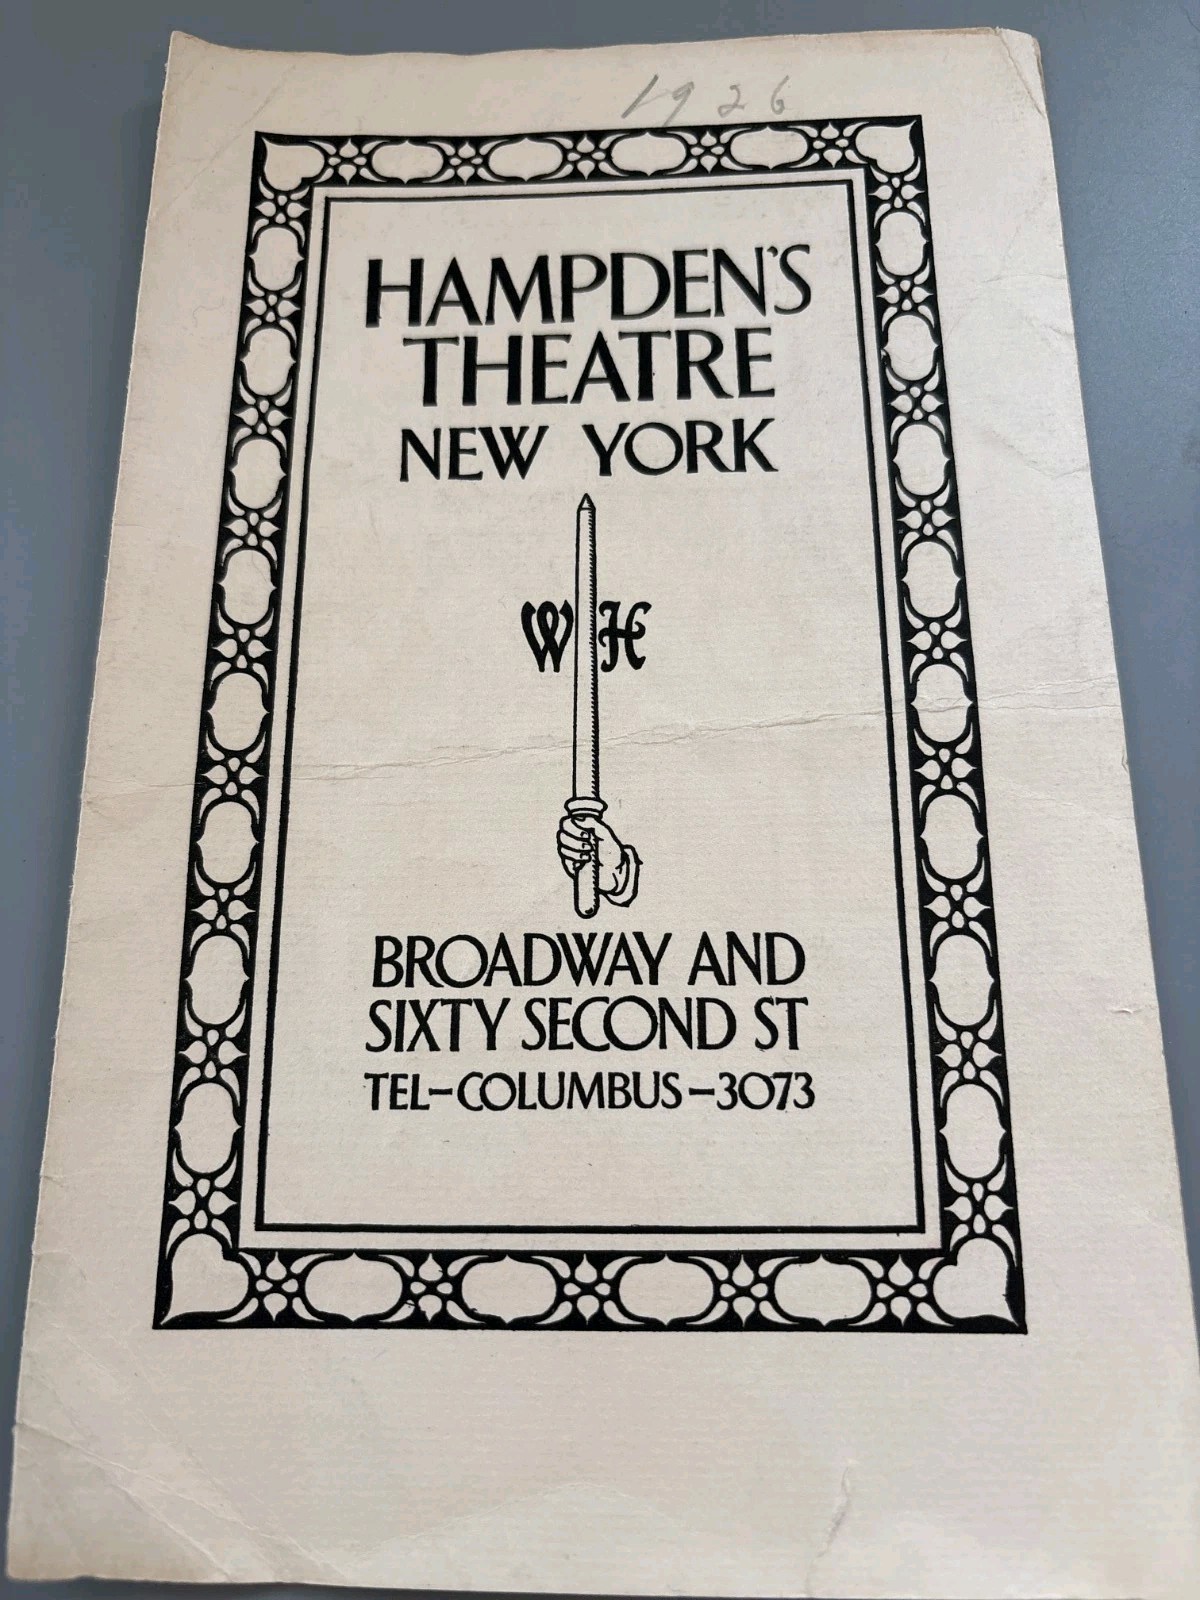 1926
HAMPDEN'S
THEATRE
NEW YORK
W H
BROADWAY AND
SIXTY SECOND ST
TEL-COLUMBUS-3073